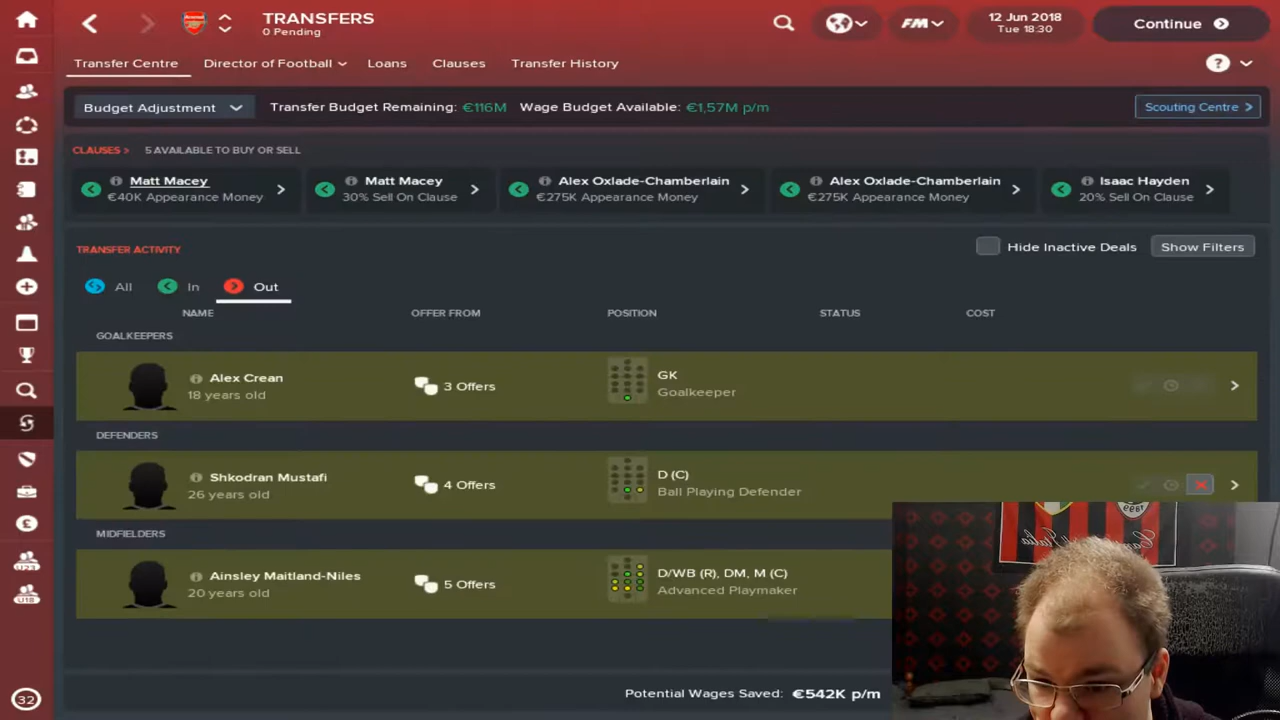 TRANSFERS
0 Pending
FM
12 Jun 2018
Tue 18:30
Continue
Transfer Centre
Director of Football
Loans
Clauses
Transfer History
?
Budget Adjustment
Transfer Budget Remaining: €116M
Wage Budget Available: €1,57M p/m
Scouting Centre >
CLAUSES >
5 AVAILABLE TO BUY OR SELL
Matt Macey
€40K Appearance Money
Matt Macey
30% Sell On Clause
Alex Oxlade-Chamberlain
€275K Appearance Money
Alex Oxlade-Chamberlain
€275K Appearance Money
Isaac Hayden
20% Sell On Clause
TRANSFER ACTIVITY
Hide Inactive Deals
Show Filters
All
In
Out
NAME
OFFER FROM
POSITION
STATUS
COST
GOALKEEPERS
Alex Crean
18 years old
3 Offers
GK
Goalkeeper
DEFENDERS
Shkodran Mustafi
26 years old
4 Offers
D (C)
Ball Playing Defender
MIDFIELDERS
Ainsley Maitland-Niles
20 years old
5 Offers
D/WB (R), DM, M (C)
Advanced Playmaker
Potential Wages Saved: €542K p/m
U23
U18
32